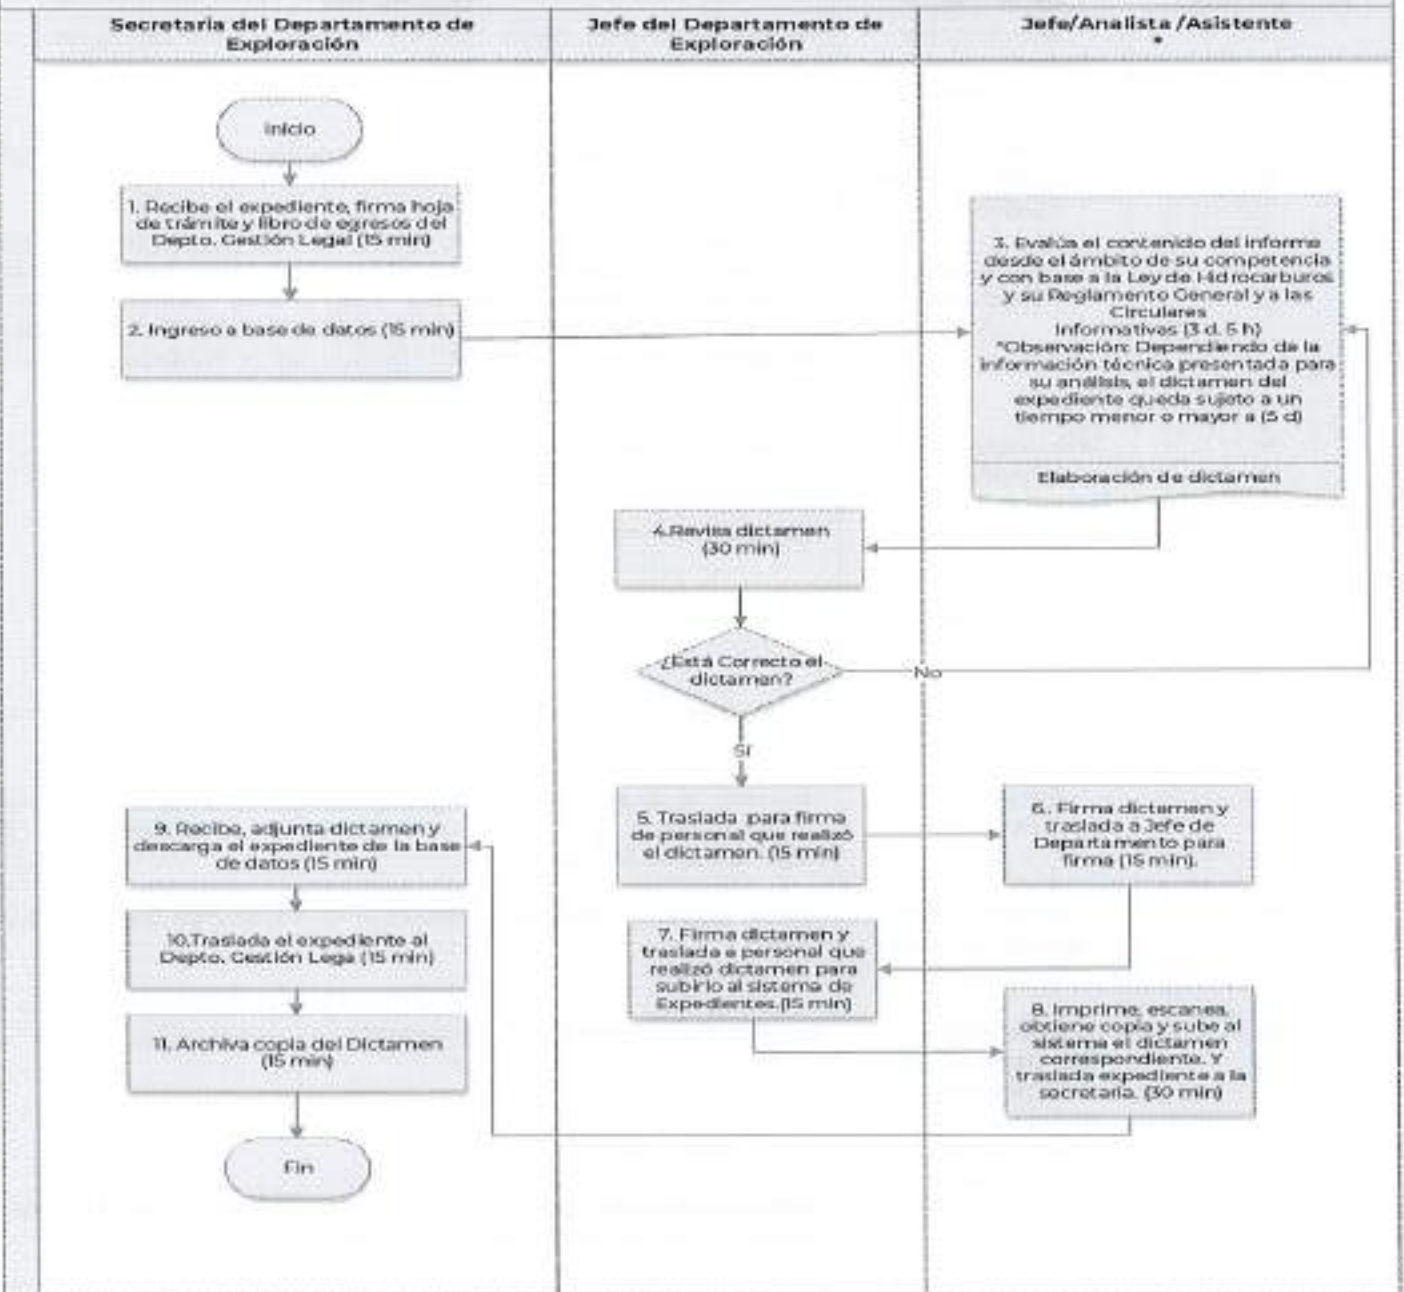 Secretaria del Departamento de
Exploración
Jefe del Departamento de
Exploración
Jefe/Analista /Asistente
*
Inicio
1. Recibe el expediente, firma hoja
de trámite y libro de egresos del
Depto. Gestión Legal (15 min)
2. Ingreso a base de datos (15 min)
3. Evalúa el contenido del informe
desde el ámbito de su competencia
y con base a la Ley de Hidrocarburos
y su Reglamento General y a las
Circulares
Informativas (3 d, 5 h)
*Observación: Dependiendo de la
información técnica presentada para
su análisis, el dictamen del
expediente queda sujeto a un
tiempo menor o mayor a (5 d)
Elaboración de dictamen
4.Revisa dictamen
(30 min)
¿Está Correcto el
dictamen?
No
Sí
5. Traslada para firma
de personal que realizó
el dictamen. (15 min)
6. Firma dictamen y
traslada a Jefe de
Departamento para
firma (15 min).
7. Firma dictamen y
traslada a personal que
realizó dictamen para
subirlo al sistema de
Expedientes.(15 min)
8. Imprime, escanea,
obtiene copia y sube al
sistema el dictamen
correspondiente. Y
traslada expediente a la
secretaria. (30 min)
9. Recibe, adjunta dictamen y
descarga el expediente de la base
de datos (15 min)
10.Traslada el expediente al
Depto. Gestión Lega (15 min)
11. Archiva copia del Dictamen
(15 min)
Fin